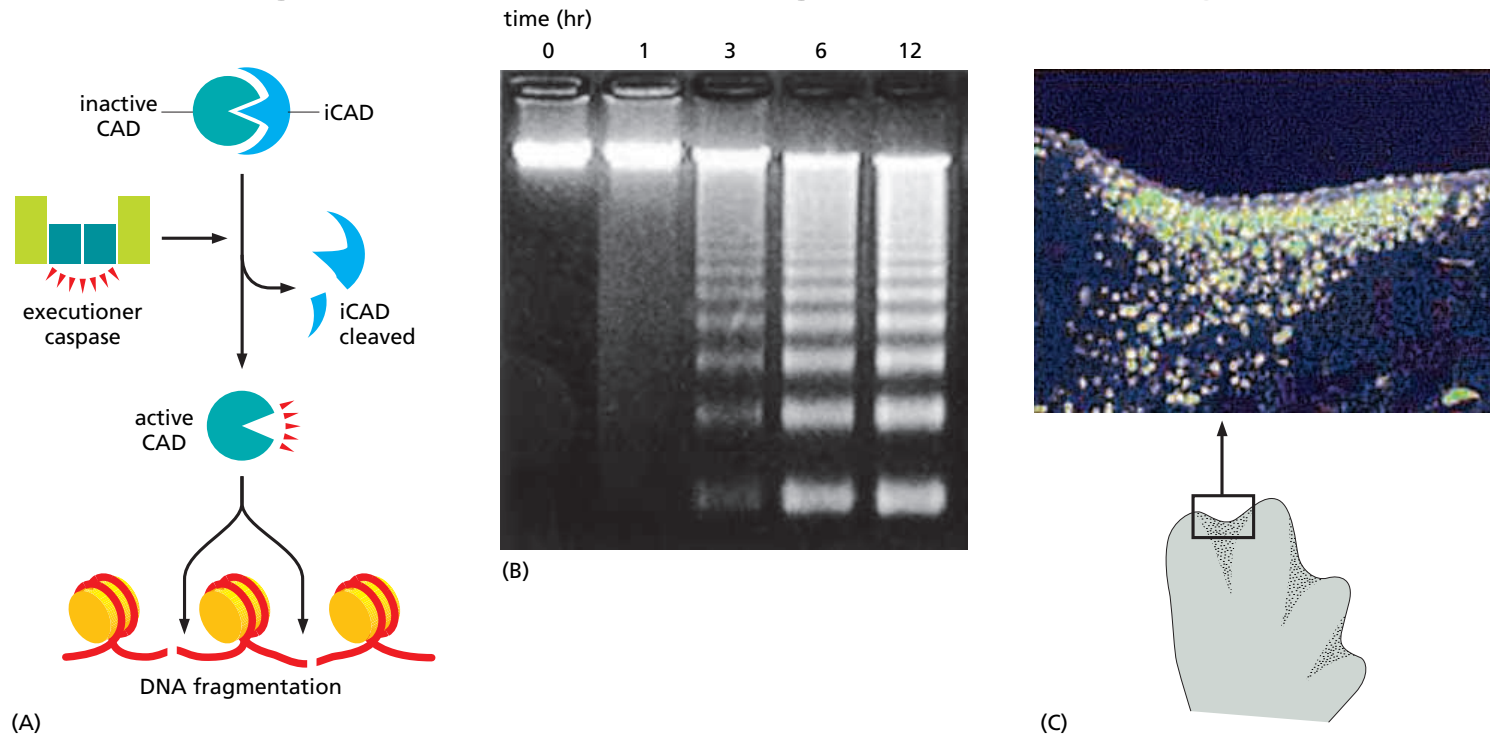 inactive
CAD
iCAD
executioner
caspase
iCAD
cleaved
active
CAD
DNA fragmentation
(A)
time (hr)
0 1 3 6 12
(B)
(C)